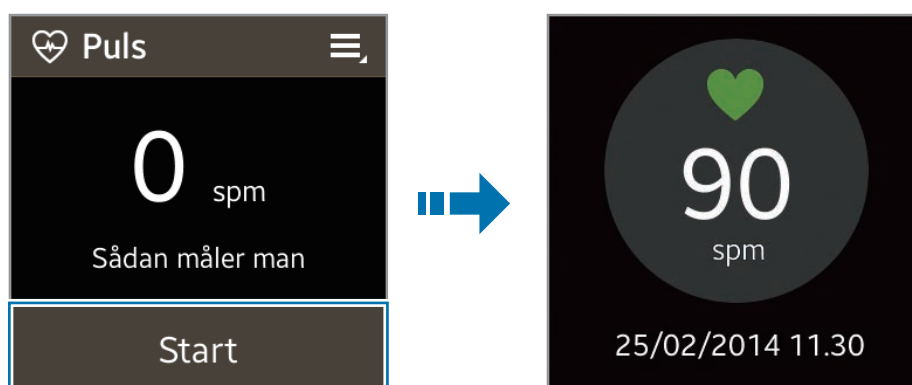 Puls
0 spm
Sådan måler man
Start
90
spm
25/02/2014 11.30